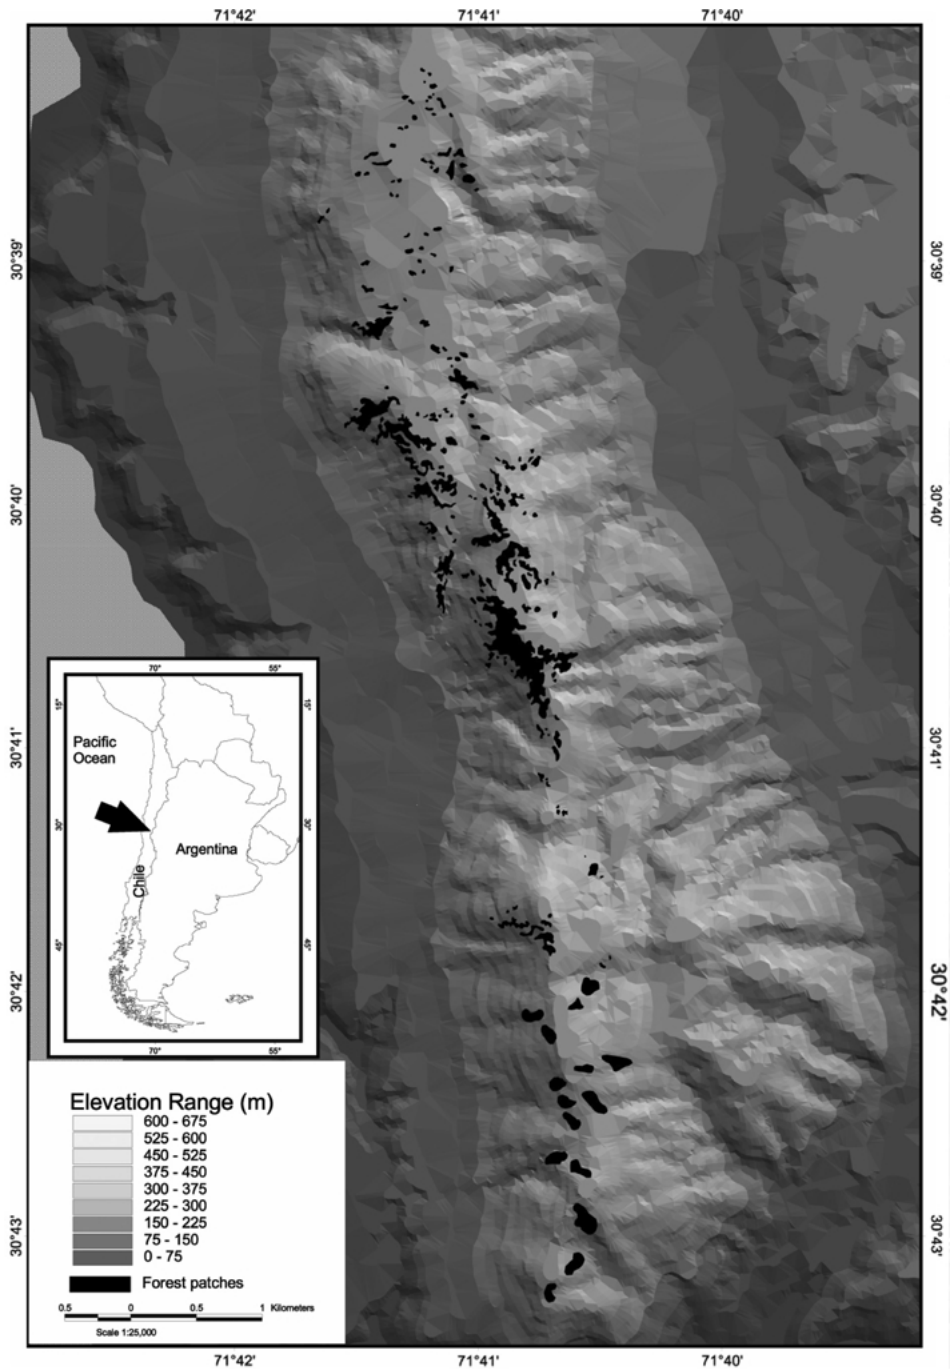 71°42'
71°41'
71°40'
30°39'
30°39'
30°40'
30°40'
30°41'
30°41'
30°42'
30°42'
30°43'
30°43'
70°
55°
15°
15°
Pacific
Ocean
30°
30°
Argentina
Chile
45°
45°
70°
55°
Elevation Range (m)
600 - 675
525 - 600
450 - 525
375 - 450
300 - 375
225 - 300
150 - 225
75 - 150
0 - 75
Forest patches
0.5 0 0.5 1 Kilometers
Scale 1:25,000
71°42'
71°41'
71°40'